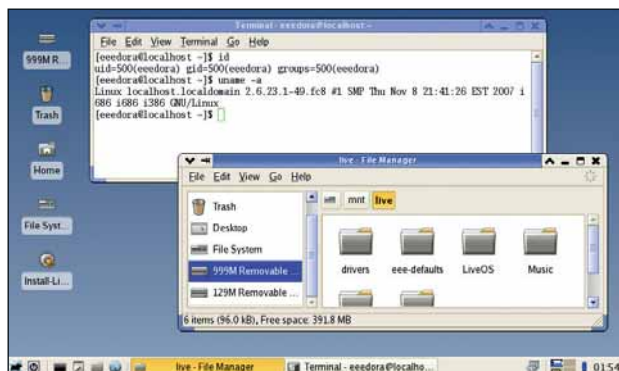 Terminal - eeedora@localhost:~
File Edit View Terminal Go Help
[eeedora@localhost ~]$ id
uid=500(eeedora) gid=500(eeedora) groups=500(eeedora)
[eeedora@localhost ~]$ uname -a
Linux localhost.localdomain 2.6.23.1-49.fc8 #1 SMP Thu Nov 8 21:41:26 EST 2007 i
686 i686 i386 GNU/Linux
[eeedora@localhost ~]$
999M R...
Trash
Home
File Syst...
Install-Li...
live - File Manager
File Edit View Go Help
mnt live
Trash
Desktop
File System
999M Removable ...
129M Removable ...
drivers eee-defaults LiveOS Music
6 items (96.0 kB), Free space: 391.8 MB
live - File Manager
Terminal - eeedora@localho...
01:54